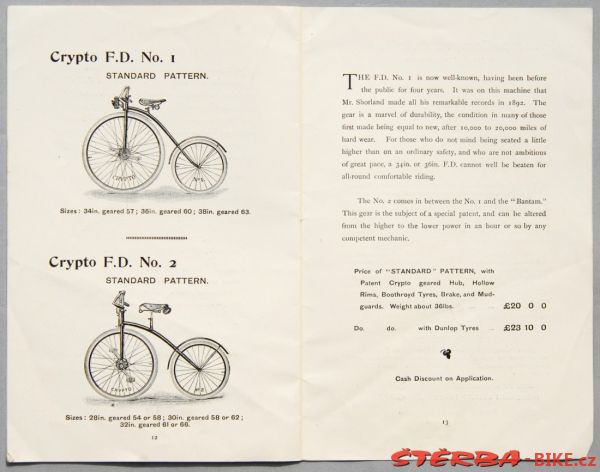 Crypto F.D. No. 1
STANDARD PATTERN.
CRYPTO
No 1
Sizes: 34in. geared 57; 36in. geared 60; 38in. geared 63.
Crypto F.D. No. 2
STANDARD PATTERN.
CRYPTO
No 2
Sizes: 28in. geared 54 or 58; 30in. geared 58 or 62;
32in. geared 61 or 66.
12
THE F.D. No. 1 is now well-known, having been before
the public for four years. It was on this machine that
Mr. Shorland made all his remarkable records in 1892. The
gear is a marvel of durability, the condition in many of those
first made being equal to new, after 10,000 to 20,000 miles of
hard wear. For those who do not mind being seated a little
higher than on an ordinary safety, and who are not ambitious
of great pace, a 34in. or 36in. F.D. cannot well be beaten for
all-round comfortable riding.
The No. 2 comes in between the No. 1 and the "Bantam."
This gear is the subject of a special patent, and can be altered
from the higher to the lower power in an hour or so by any
competent mechanic.
Price of "STANDARD" PATTERN, with
Patent Crypto geared Hub, Hollow
Rims, Boothroyd Tyres, Brake, and Mud-
guards. Weight about 36lbs. £20 0 0
Do. do. with Dunlop Tyres £23 10 0
Cash Discount on Application.
13
ŠTĚRBA-BIKE.cz